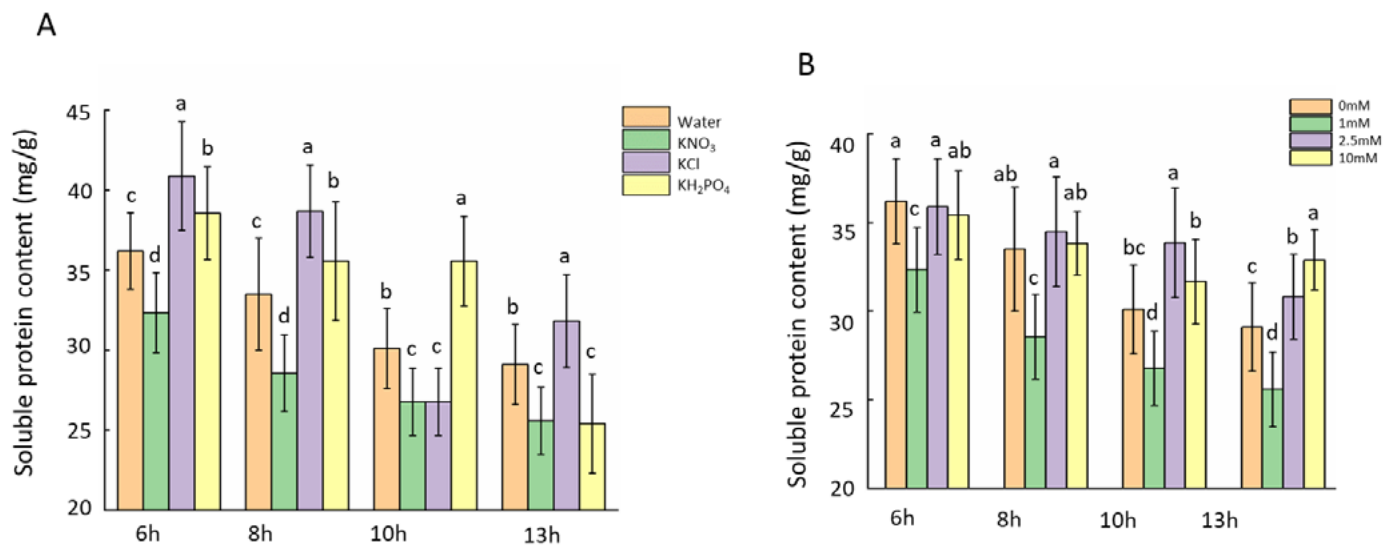 A
Soluble protein content (mg/g)
45
40
35
30
25
20
c
d
a
b
c
d
a
b
b
c
c
a
b
c
a
c
6h
8h
10h
13h
Water
KNO₃
KCl
KH₂PO₄
B
Soluble protein content (mg/g)
40
35
30
25
20
a
c
a
ab
ab
c
a
ab
bc
d
a
b
c
d
b
a
6h
8h
10h
13h
0mM
1mM
2.5mM
10mM